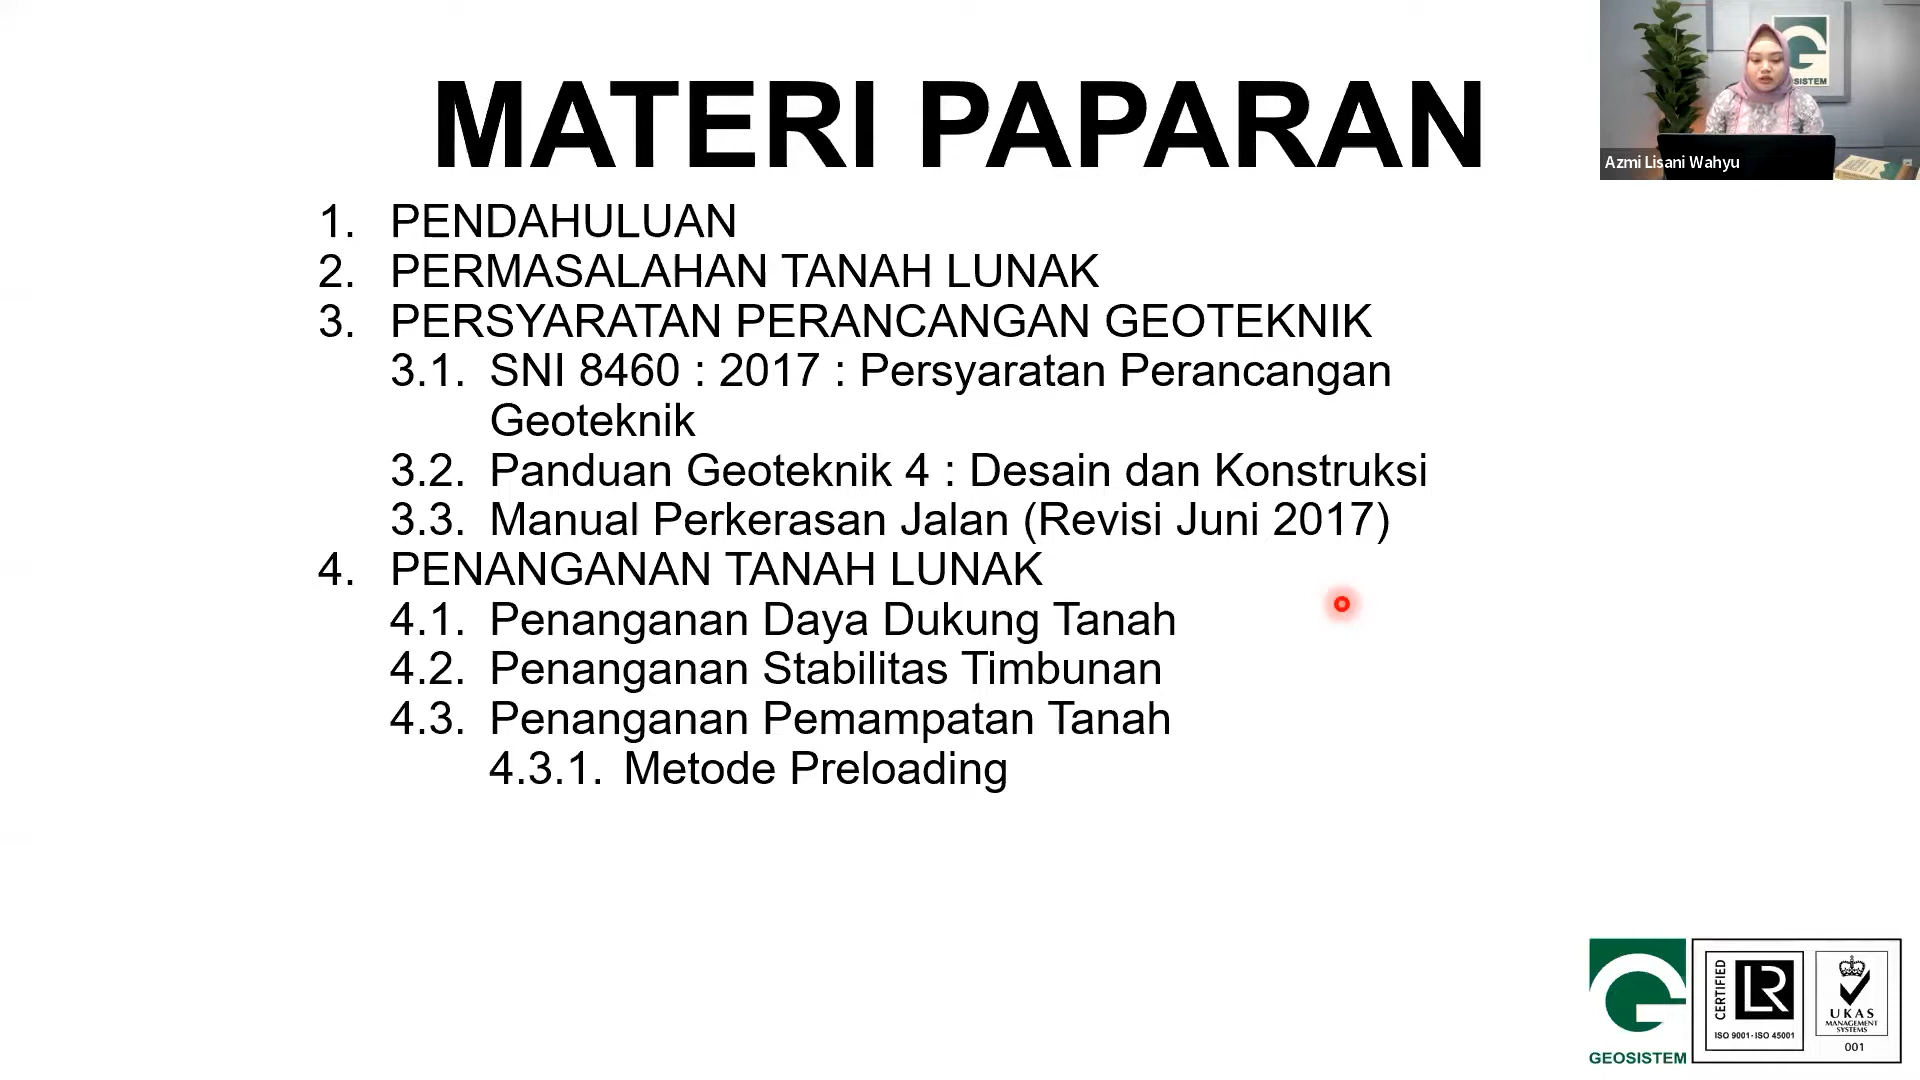 MATERI PAPARAN
1. PENDAHULUAN
2. PERMASALAHAN TANAH LUNAK
3. PERSYARATAN PERANCANGAN GEOTEKNIK
3.1. SNI 8460 : 2017 : Persyaratan Perancangan
Geoteknik
3.2. Panduan Geoteknik 4 : Desain dan Konstruksi
3.3. Manual Perkerasan Jalan (Revisi Juni 2017)
4. PENANGANAN TANAH LUNAK
4.1. Penanganan Daya Dukung Tanah
4.2. Penanganan Stabilitas Timbunan
4.3. Penanganan Pemampatan Tanah
4.3.1. Metode Preloading
SISTEM
Azmi Lisani Wahyu
GEOSISTEM
CERTIFIED
LR
ISO 9001 · ISO 45001
UKAS
MANAGEMENT
SYSTEMS
001